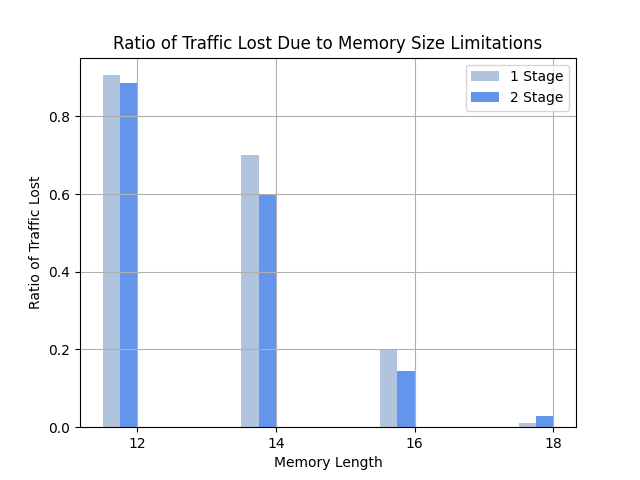 Ratio of Traffic Lost Due to Memory Size Limitations
1 Stage
2 Stage
Ratio of Traffic Lost
0.8
0.6
0.4
0.2
0.0
12 14 16 18
Memory Length